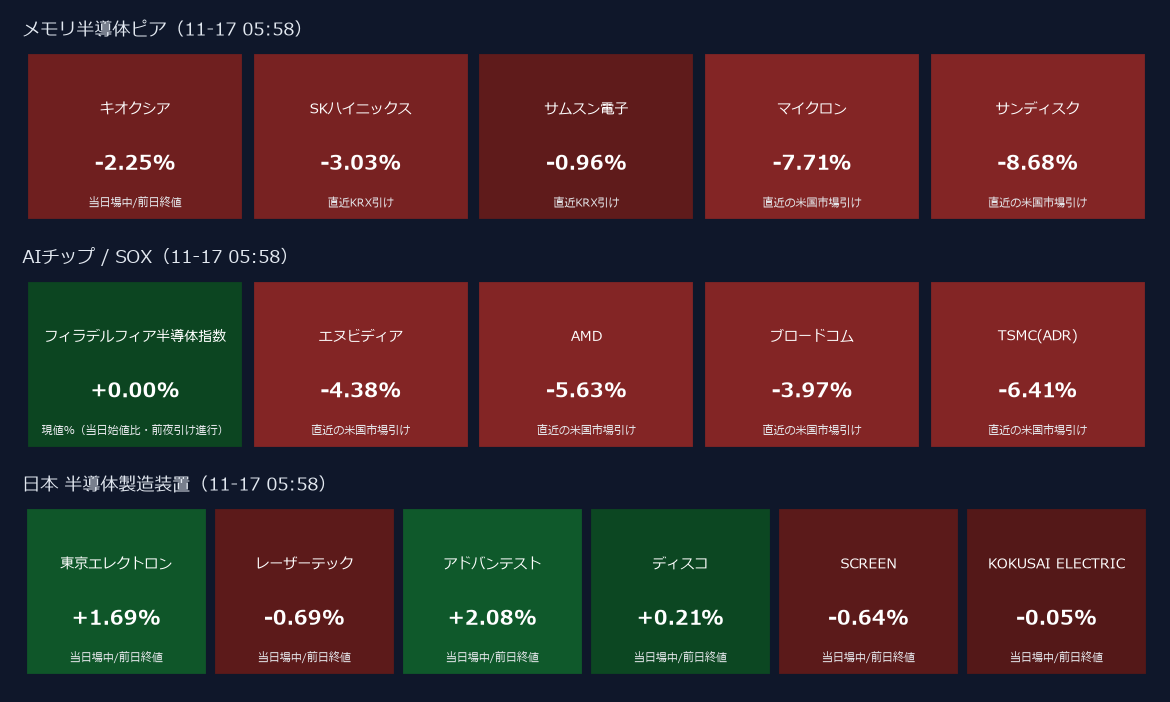 メモリ半導体ピア（11-17 05:58）
キオクシア
-2.25%
当日場中/前日終値
SKハイニックス
-3.03%
直近KRX引け
サムスン電子
-0.96%
直近KRX引け
マイクロン
-7.71%
直近の米国市場引け
サンディスク
-8.68%
直近の米国市場引け
AIチップ / SOX（11-17 05:58）
フィラデルフィア半導体指数
+0.00%
現値%（当日始値比・前夜引け進行）
エヌビディア
-4.38%
直近の米国市場引け
AMD
-5.63%
直近の米国市場引け
ブロードコム
-3.97%
直近の米国市場引け
TSMC(ADR)
-6.41%
直近の米国市場引け
日本 半導体製造装置（11-17 05:58）
東京エレクトロン
+1.69%
当日場中/前日終値
レーザーテック
-0.69%
当日場中/前日終値
アドバンテスト
+2.08%
当日場中/前日終値
ディスコ
+0.21%
当日場中/前日終値
SCREEN
-0.64%
当日場中/前日終値
KOKUSAI ELECTRIC
-0.05%
当日場中/前日終値